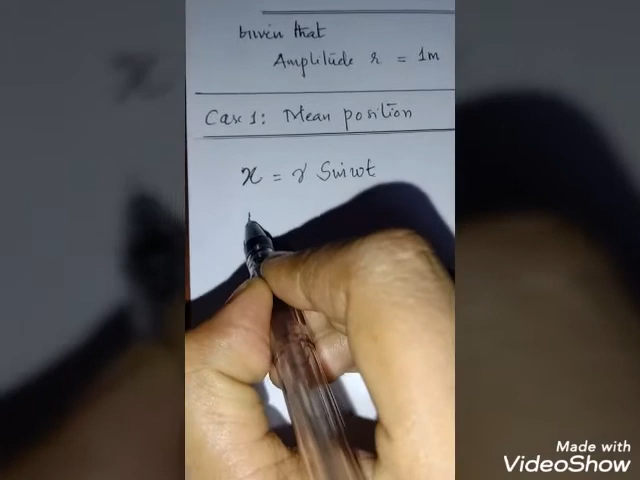 Given that
Amplitude r = 1m
Case 1: Mean position
x = r Sinωt
Made with
VideoShow